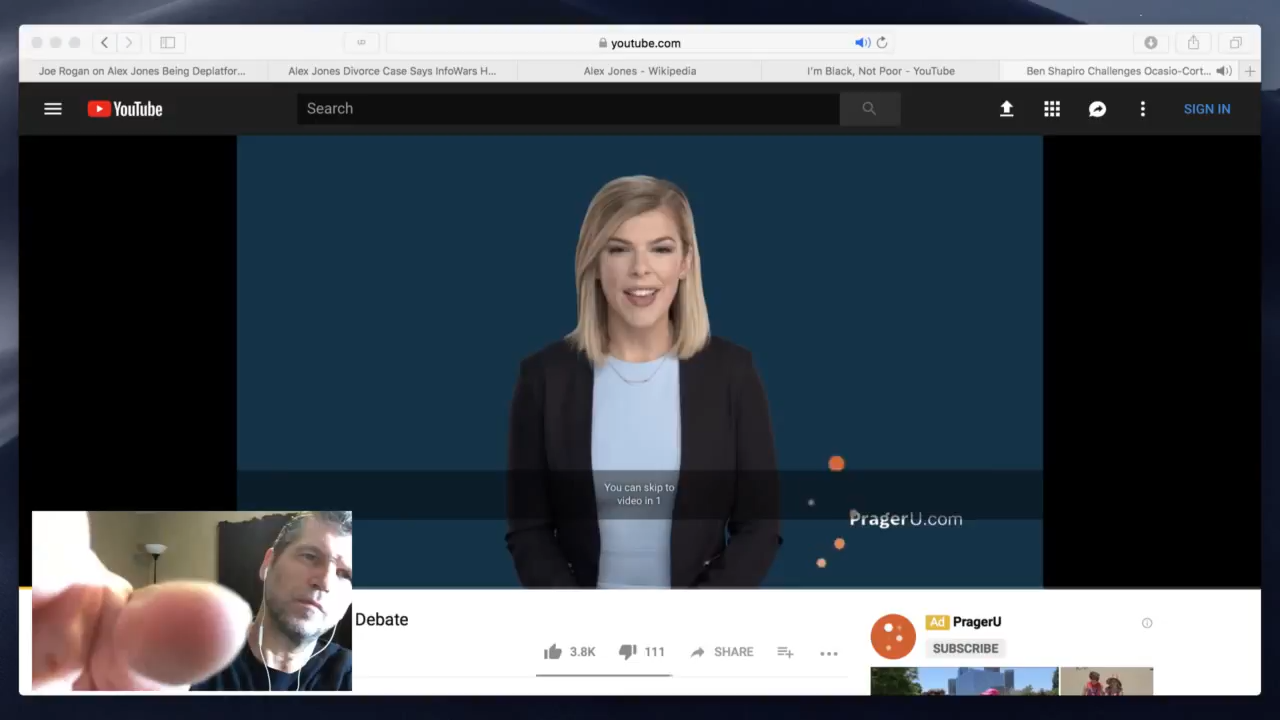 youtube.com
Joe Rogan on Alex Jones Being Deplatfor...
Alex Jones Divorce Case Says InfoWars H...
Alex Jones - Wikipedia
I'm Black, Not Poor - YouTube
Ben Shapiro Challenges Ocasio-Cort...
YouTube
Search
SIGN IN
You can skip to
video in 1
PragerU.com
Debate
3.8K
111
SHARE
Ad PragerU
SUBSCRIBE